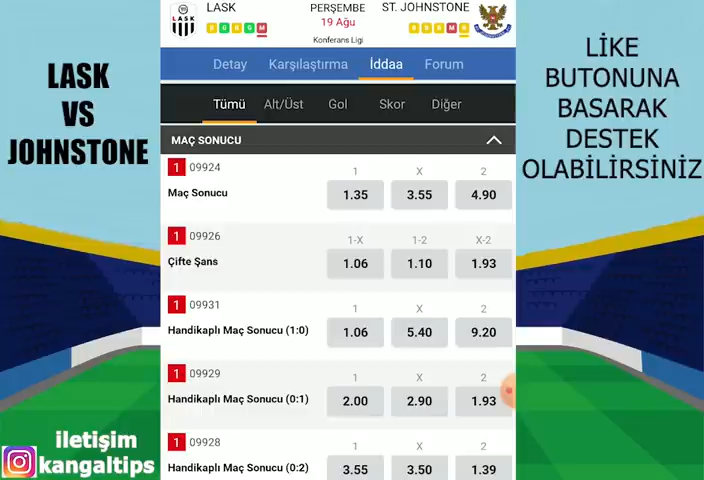 LASK
VS
JOHNSTONE
iletişim
kangaltips
LASK
LASK
PERŞEMBE
19 Ağu
Konferans Ligi
ST. JOHNSTONE
Detay Karşılaştırma İddaa Forum
Tümü Alt/Üst Gol Skor Diğer
MAÇ SONUCU
1 09924 1 X 2
Maç Sonucu 1.35 3.55 4.90
1 09926 1-X 1-2 X-2
Çifte Şans 1.06 1.10 1.93
1 09931 1 X 2
Handikaplı Maç Sonucu (1:0) 1.06 5.40 9.20
1 09929 1 X 2
Handikaplı Maç Sonucu (0:1) 2.00 2.90 1.93
1 09928 1 X 2
Handikaplı Maç Sonucu (0:2) 3.55 3.50 1.39
LİKE
BUTONUNA
BASARAK
DESTEK
OLABİLİRSİNİZ